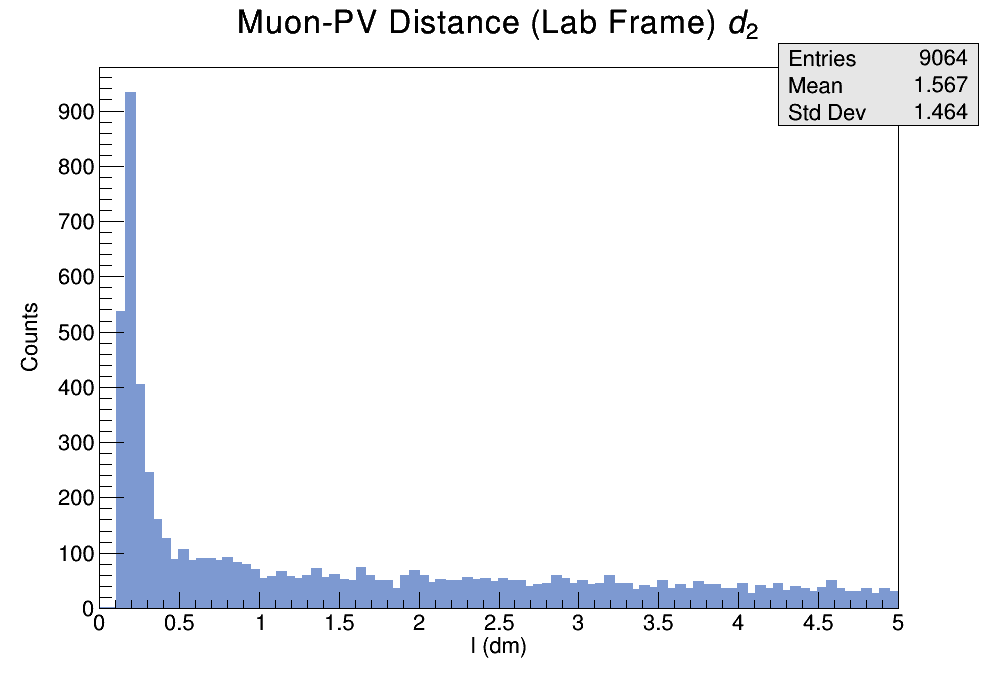 Muon-PV Distance (Lab Frame) d₂
Entries 9064
Mean 1.567
Std Dev 1.464
900
800
700
600
500
400
300
200
100
0
Counts
0 0.5 1 1.5 2 2.5 3 3.5 4 4.5 5
l (dm)